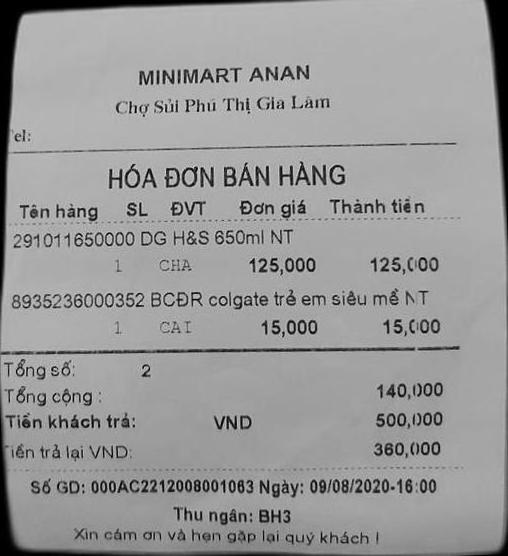 MINIMART ANAN
Chợ Sủi Phú Thị Gia Lâm
Tel:
HÓA ĐƠN BÁN HÀNG
Tên hàng SL ĐVT Đơn giá Thành tiền
291011650000 DG H&S 650ml NT
1 CHA 125,000 125,000
8935236000352 BCĐR colgate trẻ em siêu mề NT
1 CAI 15,000 15,000
Tổng số: 2
Tổng cộng : 140,000
Tiền khách trả: VND 500,000
Tiền trả lại VND: 360,000
Số GD: 000AC2212008001063 Ngày: 09/08/2020-16:00
Thu ngân: BH3
Xin cám ơn và hẹn gặp lại quý khách !